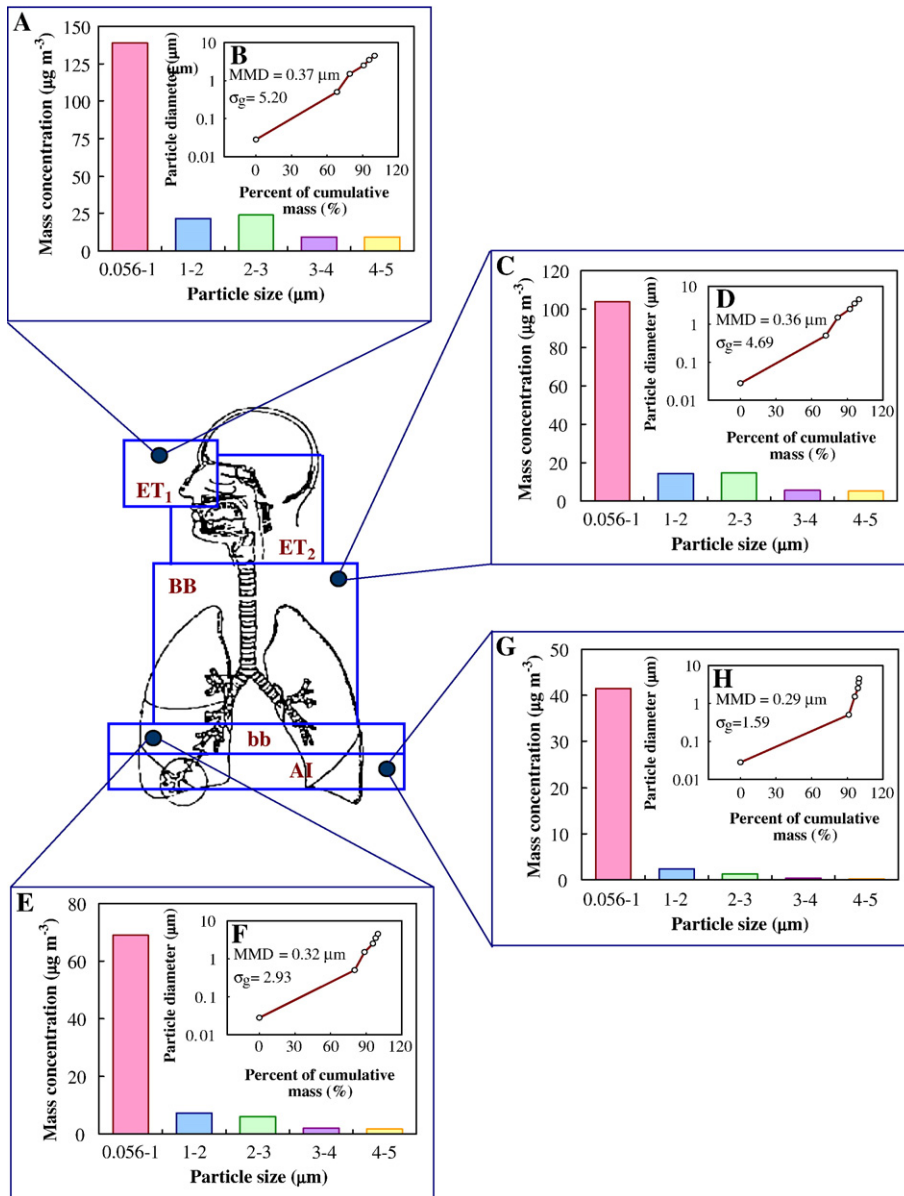 A
Mass concentration (μg m⁻³)
150
125
100
75
50
25
0
0.056-1 1-2 2-3 3-4 4-5
Particle size (μm)
B
Particle diameter (μm)
(μm)
MMD = 0.37 μm
σg= 5.20
10
1
0.1
0.01
0 30 60 90 120
Percent of cumulative
mass (%)
C
Mass concentration (μg m⁻³)
120
100
80
60
40
20
0
0.056-1 1-2 2-3 3-4 4-5
Particle size (μm)
D
Particle diameter (μm)
MMD = 0.36 μm
σg= 4.69
10
1
0.1
0.01
0 30 60 90 120
Percent of cumulative
mass (%)
ET1
ET2
BB
bb
AI
G
Mass concentration (μg m⁻³)
50
40
30
20
10
0
0.056-1 1-2 2-3 3-4 4-5
Particle size (μm)
H
Particle diameter (μm)
MMD = 0.29 μm
σg=1.59
10
1
0.1
0.01
0 30 60 90 120
Percent of cumulative
mass (%)
E
Mass concentration (μg m⁻³)
80
60
40
20
0
0.056-1 1-2 2-3 3-4 4-5
Particle size (μm)
F
Particle diameter (μm)
MMD = 0.32 μm
σg= 2.93
10
1
0.1
0.01
0 30 60 90 120
Percent of cumulative
mass (%)